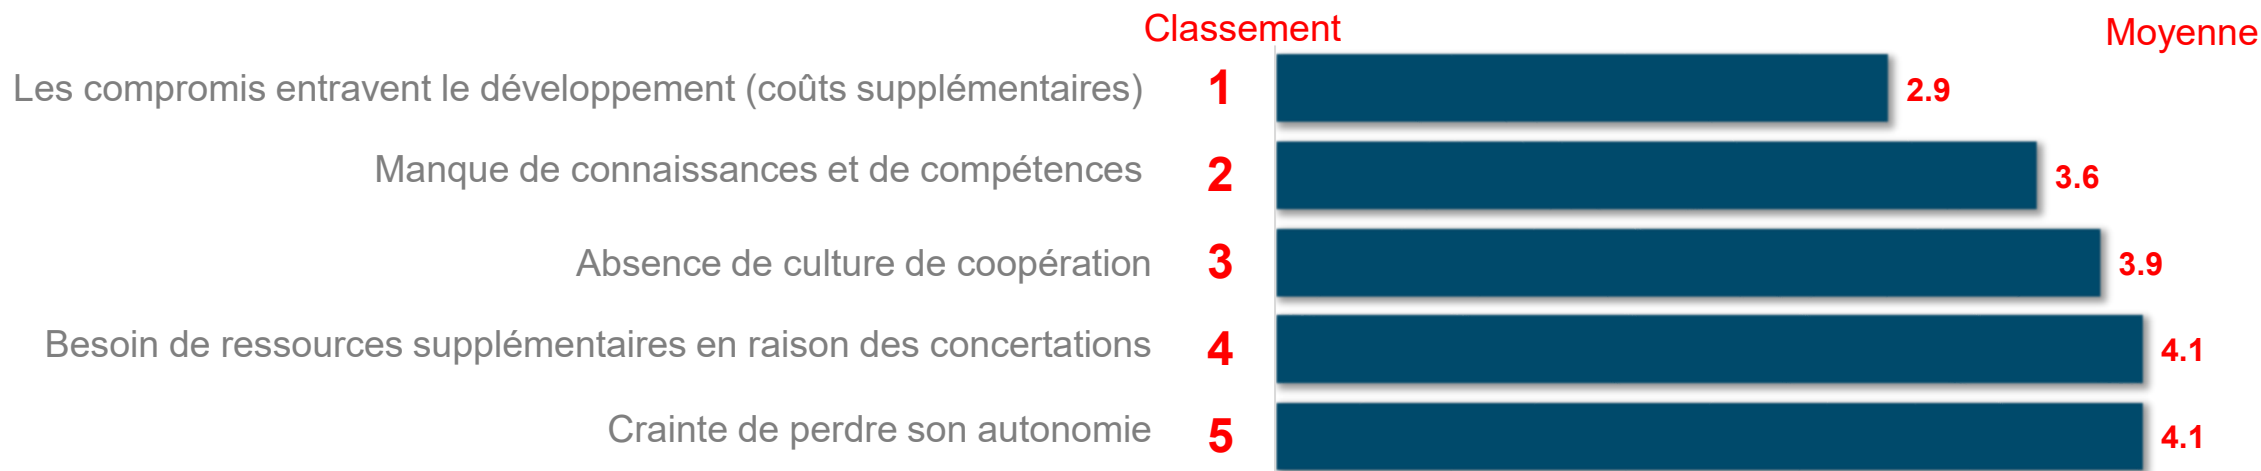 Classement
Moyenne
Les compromis entravent le développement (coûts supplémentaires) 1 2.9
Manque de connaissances et de compétences 2 3.6
Absence de culture de coopération 3 3.9
Besoin de ressources supplémentaires en raison des concertations 4 4.1
Crainte de perdre son autonomie 5 4.1